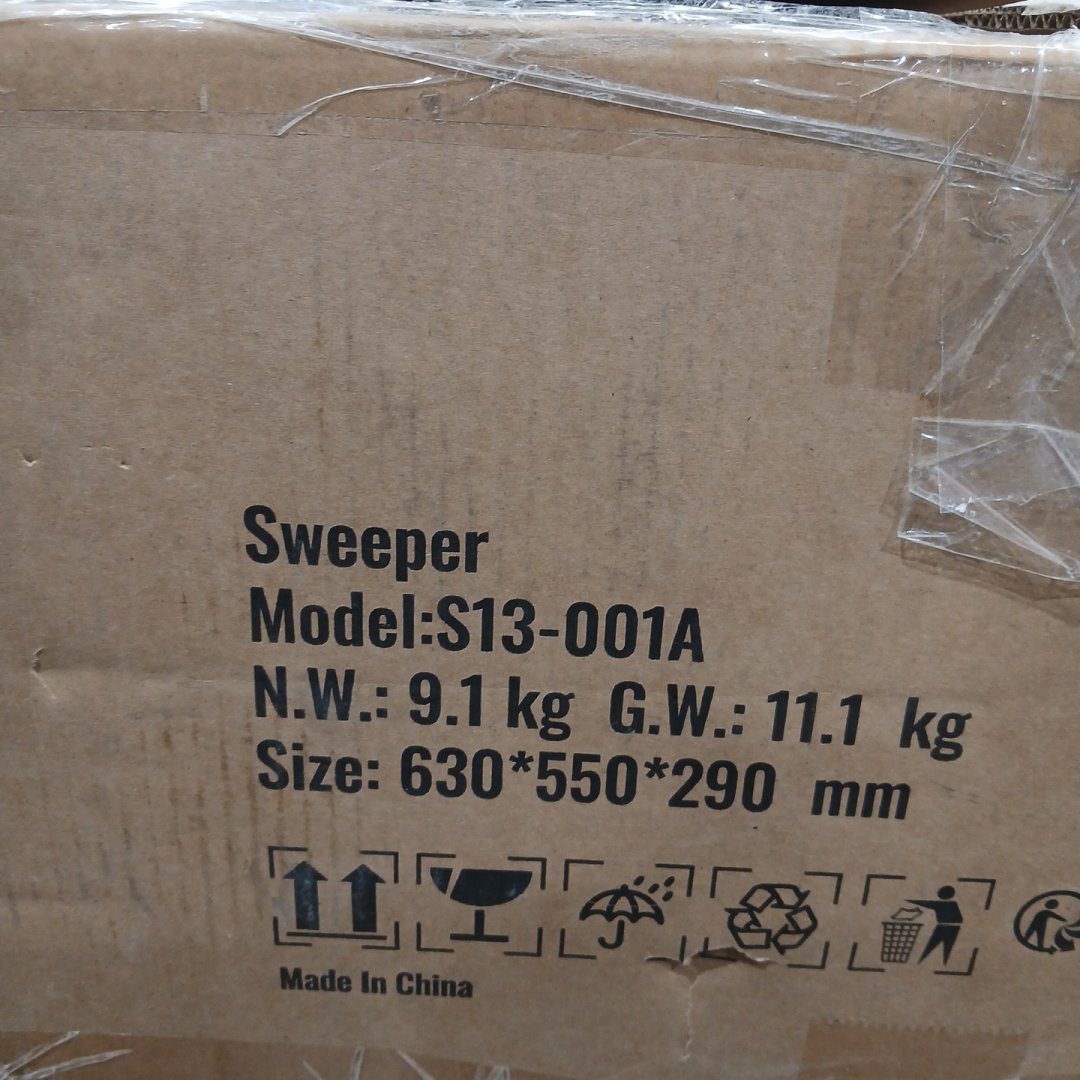 Sweeper
Model:S13-001A
N.W.: 9.1 kg G.W.: 11.1 kg
Size: 630*550*290 mm
Made In China